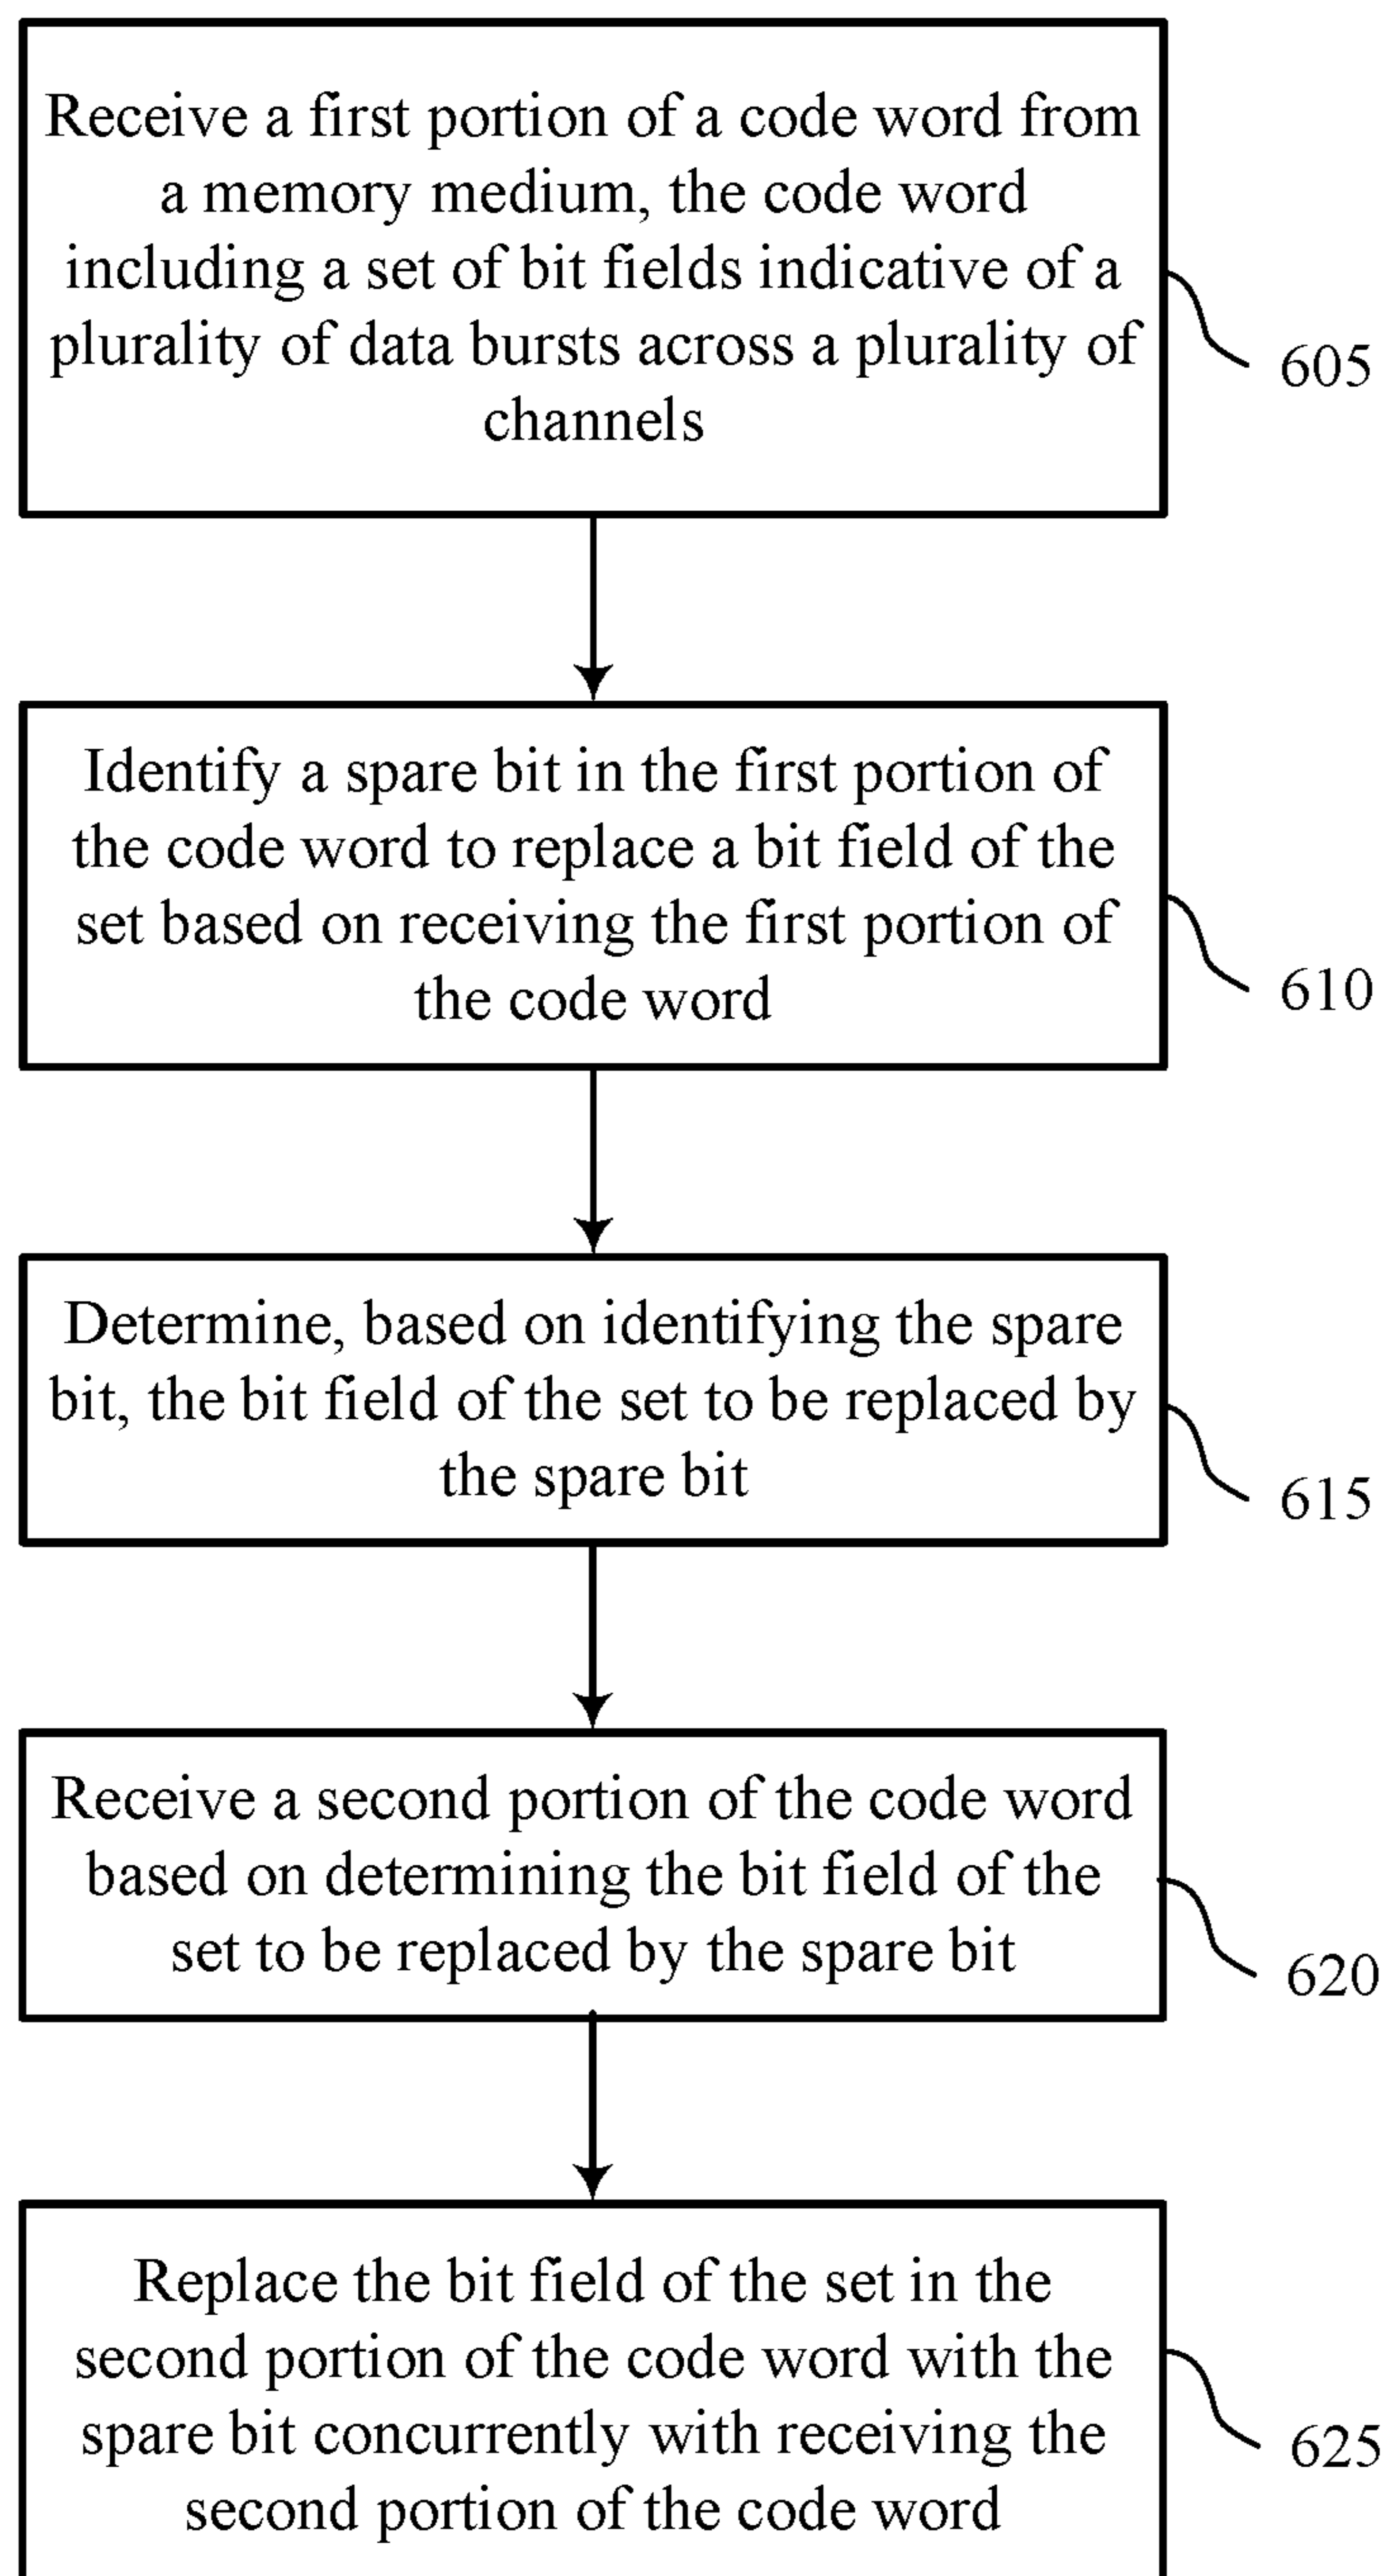 Receive a first portion of a code word from
a memory medium, the code word
including a set of bit fields indicative of a
plurality of data bursts across a plurality of
channels
605
Identify a spare bit in the first portion of
the code word to replace a bit field of the
set based on receiving the first portion of
the code word
610
Determine, based on identifying the spare
bit, the bit field of the set to be replaced by
the spare bit
615
Receive a second portion of the code word
based on determining the bit field of the
set to be replaced by the spare bit
620
Replace the bit field of the set in the
second portion of the code word with the
spare bit concurrently with receiving the
second portion of the code word
625